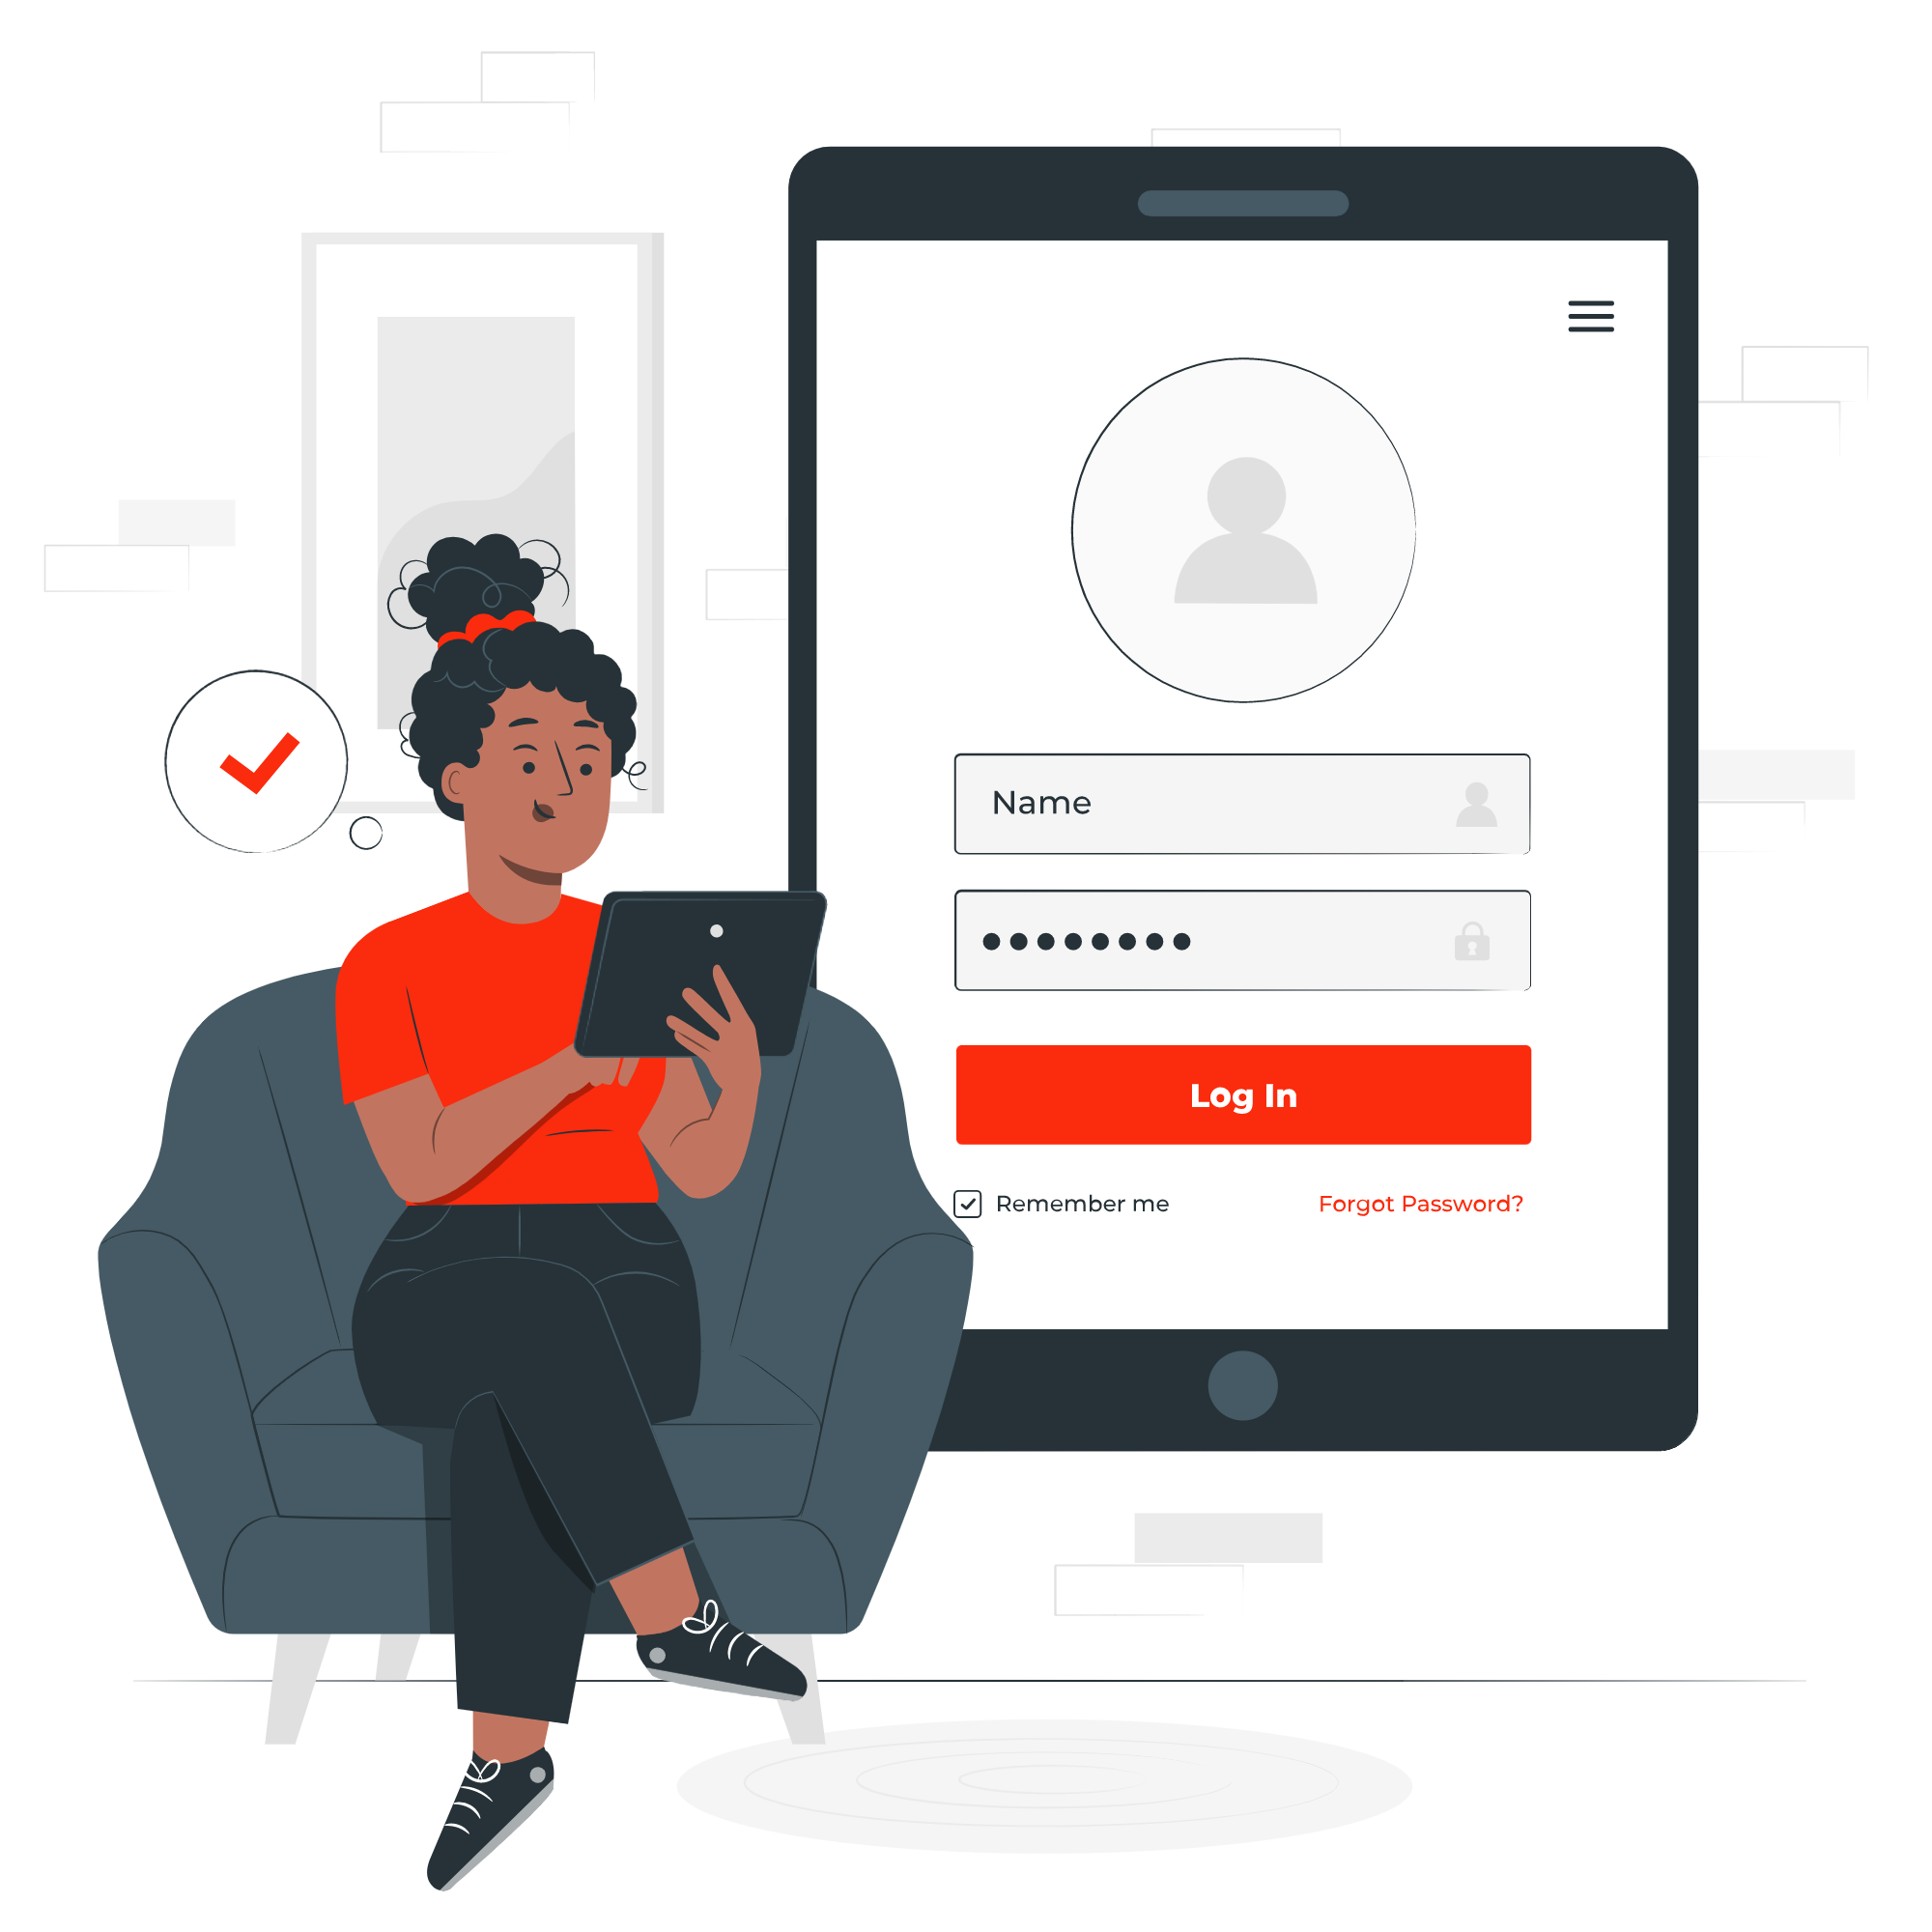 Name
••••••••
Log In
Remember me
Forgot Password?